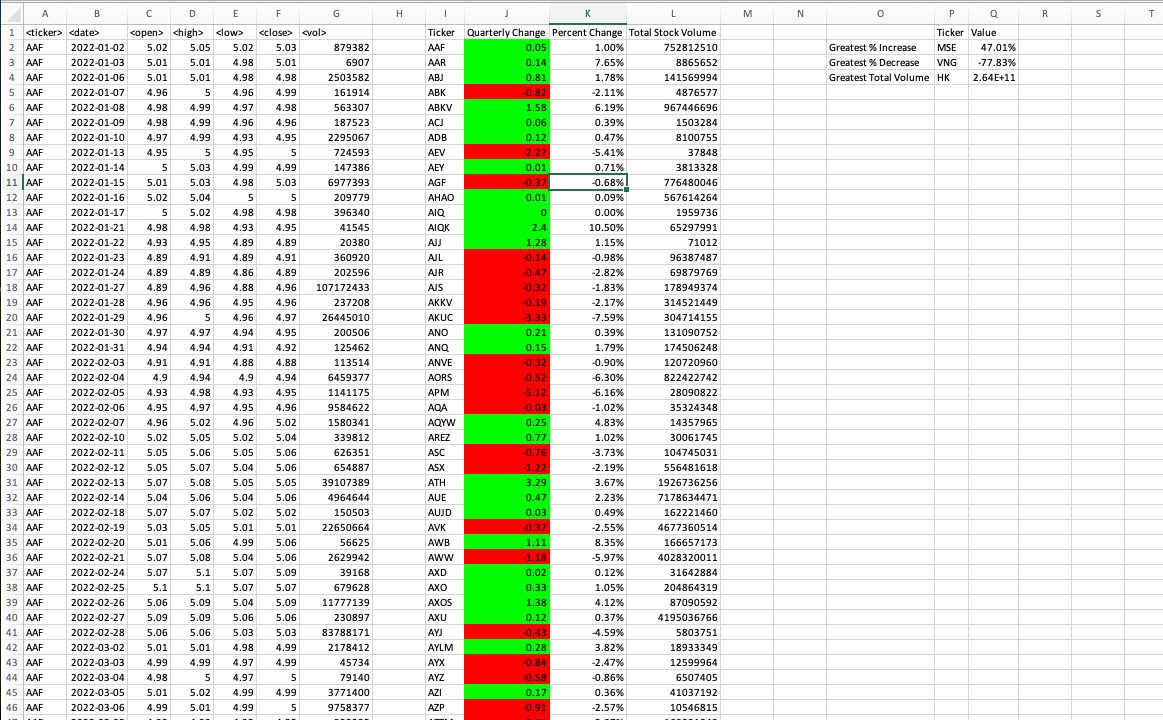 A B C D E F G H I J K L M N O P Q R S T
1 <ticker> <date> <open> <high> <low> <close> <vol> Ticker Quarterly Change Percent Change Total Stock Volume Ticker Value
2 AAF 2022-01-02 5.02 5.05 5.02 5.03 879382 AAF 0.05 1.00% 752812510 Greatest % Increase MSE 47.01%
3 AAF 2022-01-03 5.01 5.01 4.98 5.01 6907 AAR 0.14 7.65% 8865652 Greatest % Decrease VNG -77.83%
4 AAF 2022-01-06 5.01 5.01 4.98 4.98 2503582 ABJ 0.81 1.78% 141569994 Greatest Total Volume HK 2.64E+11
5 AAF 2022-01-07 4.96 5 4.96 4.99 161914 ABK -0.82 -2.11% 4876577
6 AAF 2022-01-08 4.98 4.99 4.97 4.98 563307 ABKV 1.58 6.19% 967446696
7 AAF 2022-01-09 4.98 4.99 4.96 4.96 187523 ACJ 0.06 0.39% 1503284
8 AAF 2022-01-10 4.97 4.99 4.93 4.95 2295067 ADB 0.12 0.47% 8100755
9 AAF 2022-01-13 4.95 5 4.95 5 724593 AEV -2.27 -5.41% 37848
10 AAF 2022-01-14 5 5.03 4.99 4.99 147386 AEY 0.01 0.71% 3813328
11 AAF 2022-01-15 5.01 5.03 4.98 5.03 6977393 AGF -0.37 -0.68% 776480046
12 AAF 2022-01-16 5.02 5.04 5 5 209779 AHAO 0.01 0.09% 567614264
13 AAF 2022-01-17 5 5.02 4.98 4.98 396340 AIQ 0 0.00% 1959736
14 AAF 2022-01-21 4.98 4.98 4.93 4.95 41545 AIQK 2.4 10.50% 65297991
15 AAF 2022-01-22 4.93 4.95 4.89 4.89 20380 AJJ 1.28 1.15% 71012
16 AAF 2022-01-23 4.89 4.91 4.89 4.91 360920 AJL -0.14 -0.98% 96387487
17 AAF 2022-01-24 4.89 4.89 4.86 4.89 202596 AJR -0.47 -2.82% 69879769
18 AAF 2022-01-27 4.89 4.96 4.88 4.96 107172433 AJS -0.32 -1.83% 178949374
19 AAF 2022-01-28 4.96 4.96 4.95 4.96 237208 AKKV -0.19 -2.17% 314521449
20 AAF 2022-01-29 4.96 5 4.96 4.97 26445010 AKUC -3.33 -7.59% 304714155
21 AAF 2022-01-30 4.97 4.97 4.94 4.95 200506 ANO 0.21 0.39% 131090752
22 AAF 2022-01-31 4.94 4.94 4.91 4.92 125462 ANQ 0.15 1.79% 174506248
23 AAF 2022-02-03 4.91 4.91 4.88 4.88 113514 ANVE -0.32 -0.90% 120720960
24 AAF 2022-02-04 4.9 4.94 4.9 4.94 6459377 AORS -0.52 -6.30% 822422742
25 AAF 2022-02-05 4.93 4.98 4.93 4.95 1141175 APM -5.12 -6.16% 28090822
26 AAF 2022-02-06 4.95 4.97 4.95 4.96 9584622 AQA -0.03 -1.02% 35324348
27 AAF 2022-02-07 4.96 5.02 4.96 5.02 1580341 AQYW 0.25 4.83% 14357965
28 AAF 2022-02-10 5.02 5.05 5.02 5.04 339812 AREZ 0.77 1.02% 30061745
29 AAF 2022-02-11 5.05 5.06 5.05 5.06 626351 ASC -0.76 -3.73% 104745031
30 AAF 2022-02-12 5.05 5.07 5.04 5.06 654887 ASX -1.22 -2.19% 556481618
31 AAF 2022-02-13 5.07 5.08 5.05 5.05 39107389 ATH 3.29 3.67% 1926736256
32 AAF 2022-02-14 5.04 5.06 5.04 5.06 4964644 AUE 0.47 2.23% 7178634471
33 AAF 2022-02-18 5.07 5.07 5.02 5.02 150503 AUJD 0.03 0.49% 162221460
34 AAF 2022-02-19 5.03 5.05 5.01 5.01 22650664 AVK -0.37 -2.55% 4677360514
35 AAF 2022-02-20 5.01 5.06 4.99 5.06 56625 AWB 1.11 8.35% 166657173
36 AAF 2022-02-21 5.07 5.08 5.04 5.06 2629942 AWW -1.18 -5.97% 4028320011
37 AAF 2022-02-24 5.07 5.1 5.07 5.09 39168 AXD 0.02 0.12% 31642884
38 AAF 2022-02-25 5.1 5.1 5.07 5.07 679628 AXO 0.33 1.05% 204864319
39 AAF 2022-02-26 5.06 5.09 5.04 5.09 11777139 AXOS 1.38 4.12% 87090592
40 AAF 2022-02-27 5.09 5.09 5.06 5.06 230897 AXU 0.12 0.37% 4195036766
41 AAF 2022-02-28 5.06 5.06 5.03 5.03 83788171 AYJ -0.43 -4.59% 5803751
42 AAF 2022-03-02 5.01 5.01 4.98 4.99 2178412 AYLM 0.28 3.82% 18933349
43 AAF 2022-03-03 4.99 4.99 4.97 4.99 45734 AYX -0.84 -2.47% 12599964
44 AAF 2022-03-04 4.98 5 4.97 5 79140 AYZ -0.58 -0.86% 6507405
45 AAF 2022-03-05 5.01 5.02 4.99 4.99 3771400 AZI 0.17 0.36% 41037192
46 AAF 2022-03-06 4.99 5.01 4.99 5 9758377 AZP -0.91 -2.57% 10546815